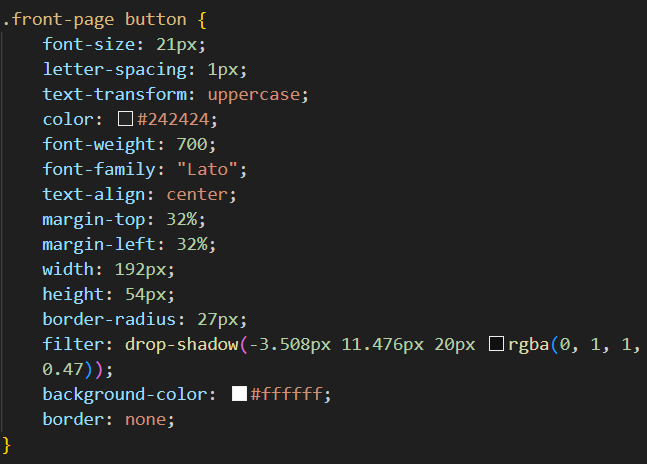 .front-page button {
    font-size: 21px;
    letter-spacing: 1px;
    text-transform: uppercase;
    color: #242424;
    font-weight: 700;
    font-family: "Lato";
    text-align: center;
    margin-top: 32%;
    margin-left: 32%;
    width: 192px;
    height: 54px;
    border-radius: 27px;
    filter: drop-shadow(-3.508px 11.476px 20px rgba(0, 1, 1,
    0.47));
    background-color: #ffffff;
    border: none;
}